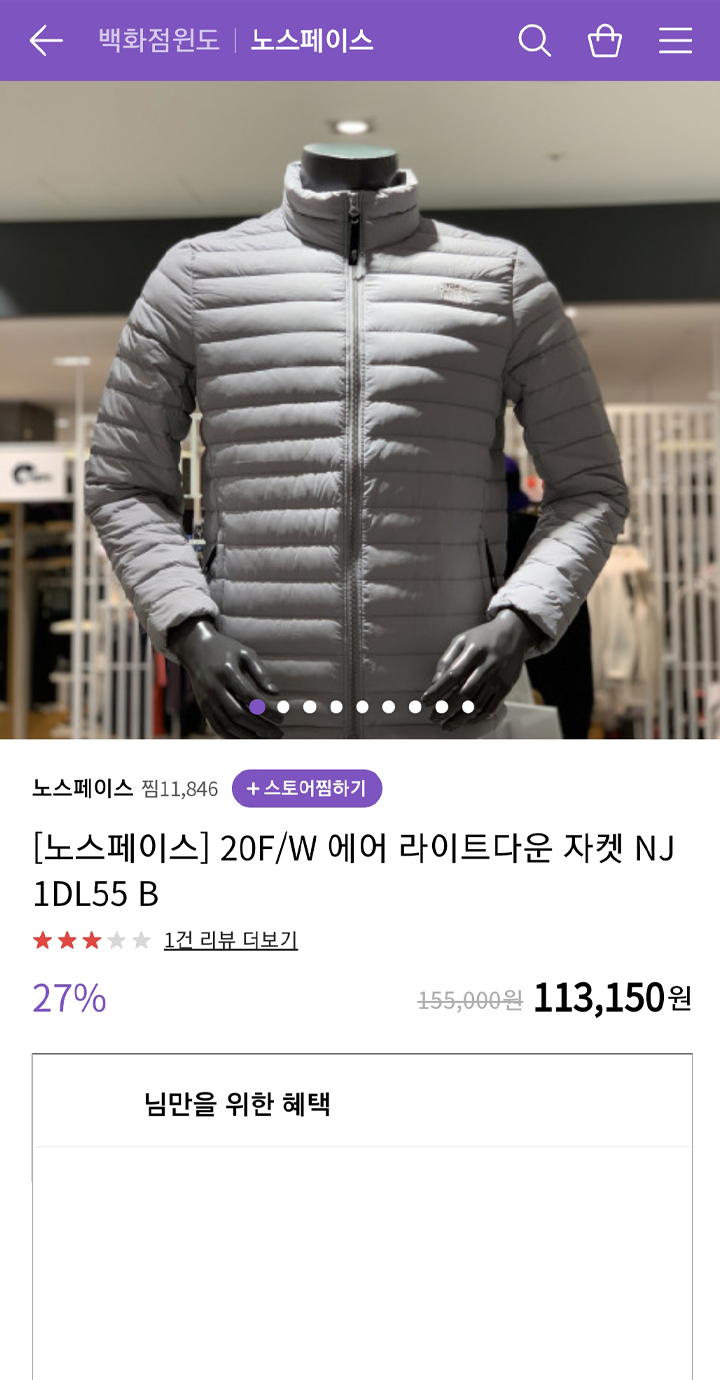 백화점윈도 | 노스페이스
노스페이스 찜11,846 + 스토어찜하기
[노스페이스] 20F/W 에어 라이트다운 자켓 NJ
1DL55 B
1건 리뷰 더보기
27% 155,000원 113,150원
님만을 위한 혜택